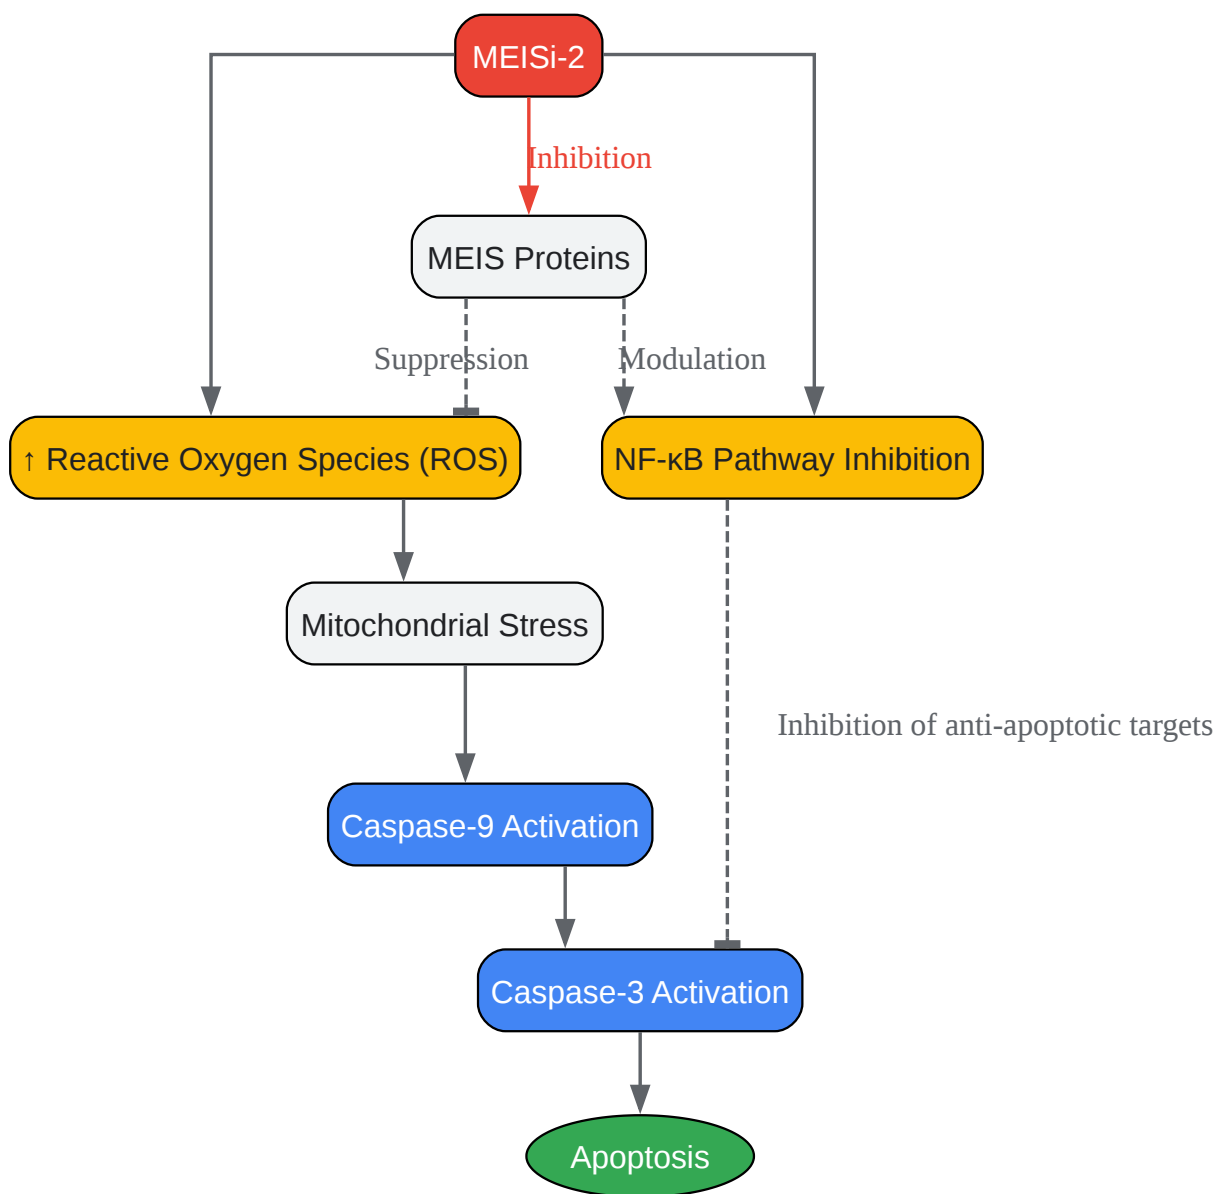 MEISi-2
Inhibition
MEIS Proteins
Suppression
Modulation
↑ Reactive Oxygen Species (ROS)
NF-κB Pathway Inhibition
Mitochondrial Stress
Inhibition of anti-apoptotic targets
Caspase-9 Activation
Caspase-3 Activation
Apoptosis